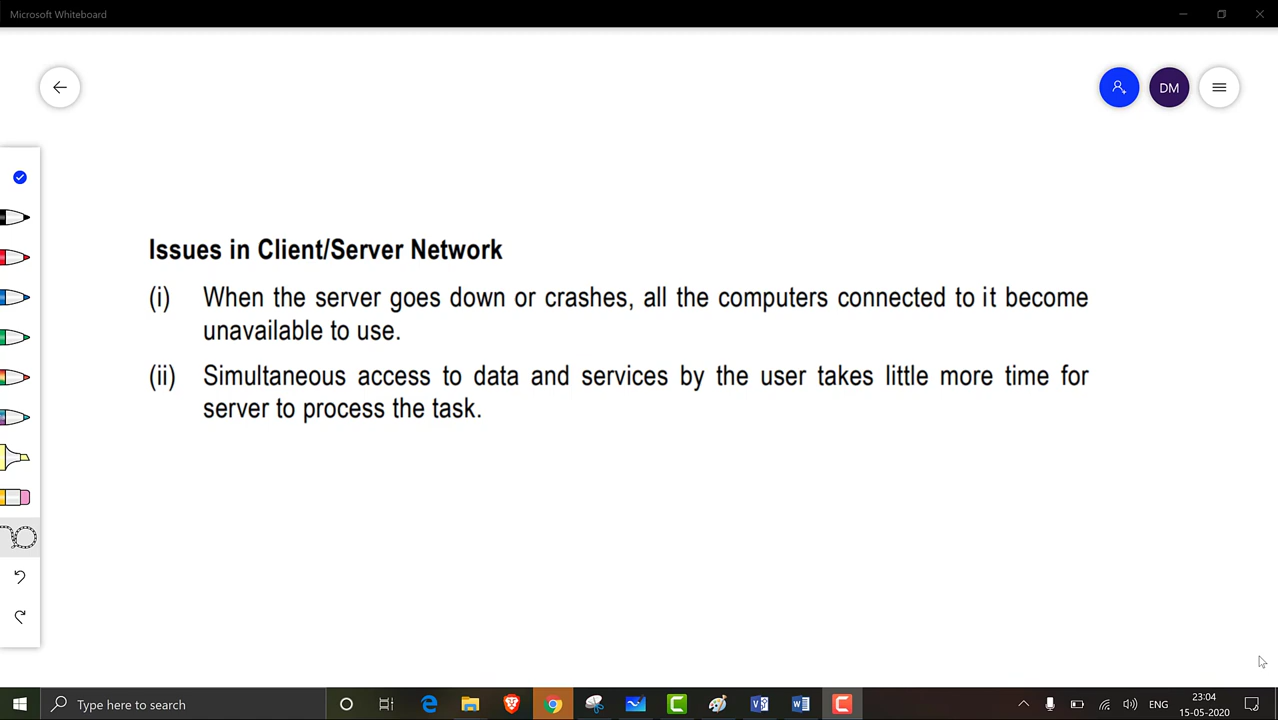 Microsoft Whiteboard
DM
Issues in Client/Server Network
(i) When the server goes down or crashes, all the computers connected to it become
unavailable to use.
(ii) Simultaneous access to data and services by the user takes little more time for
server to process the task.
Type here to search
ENG
23:04
15-05-2020